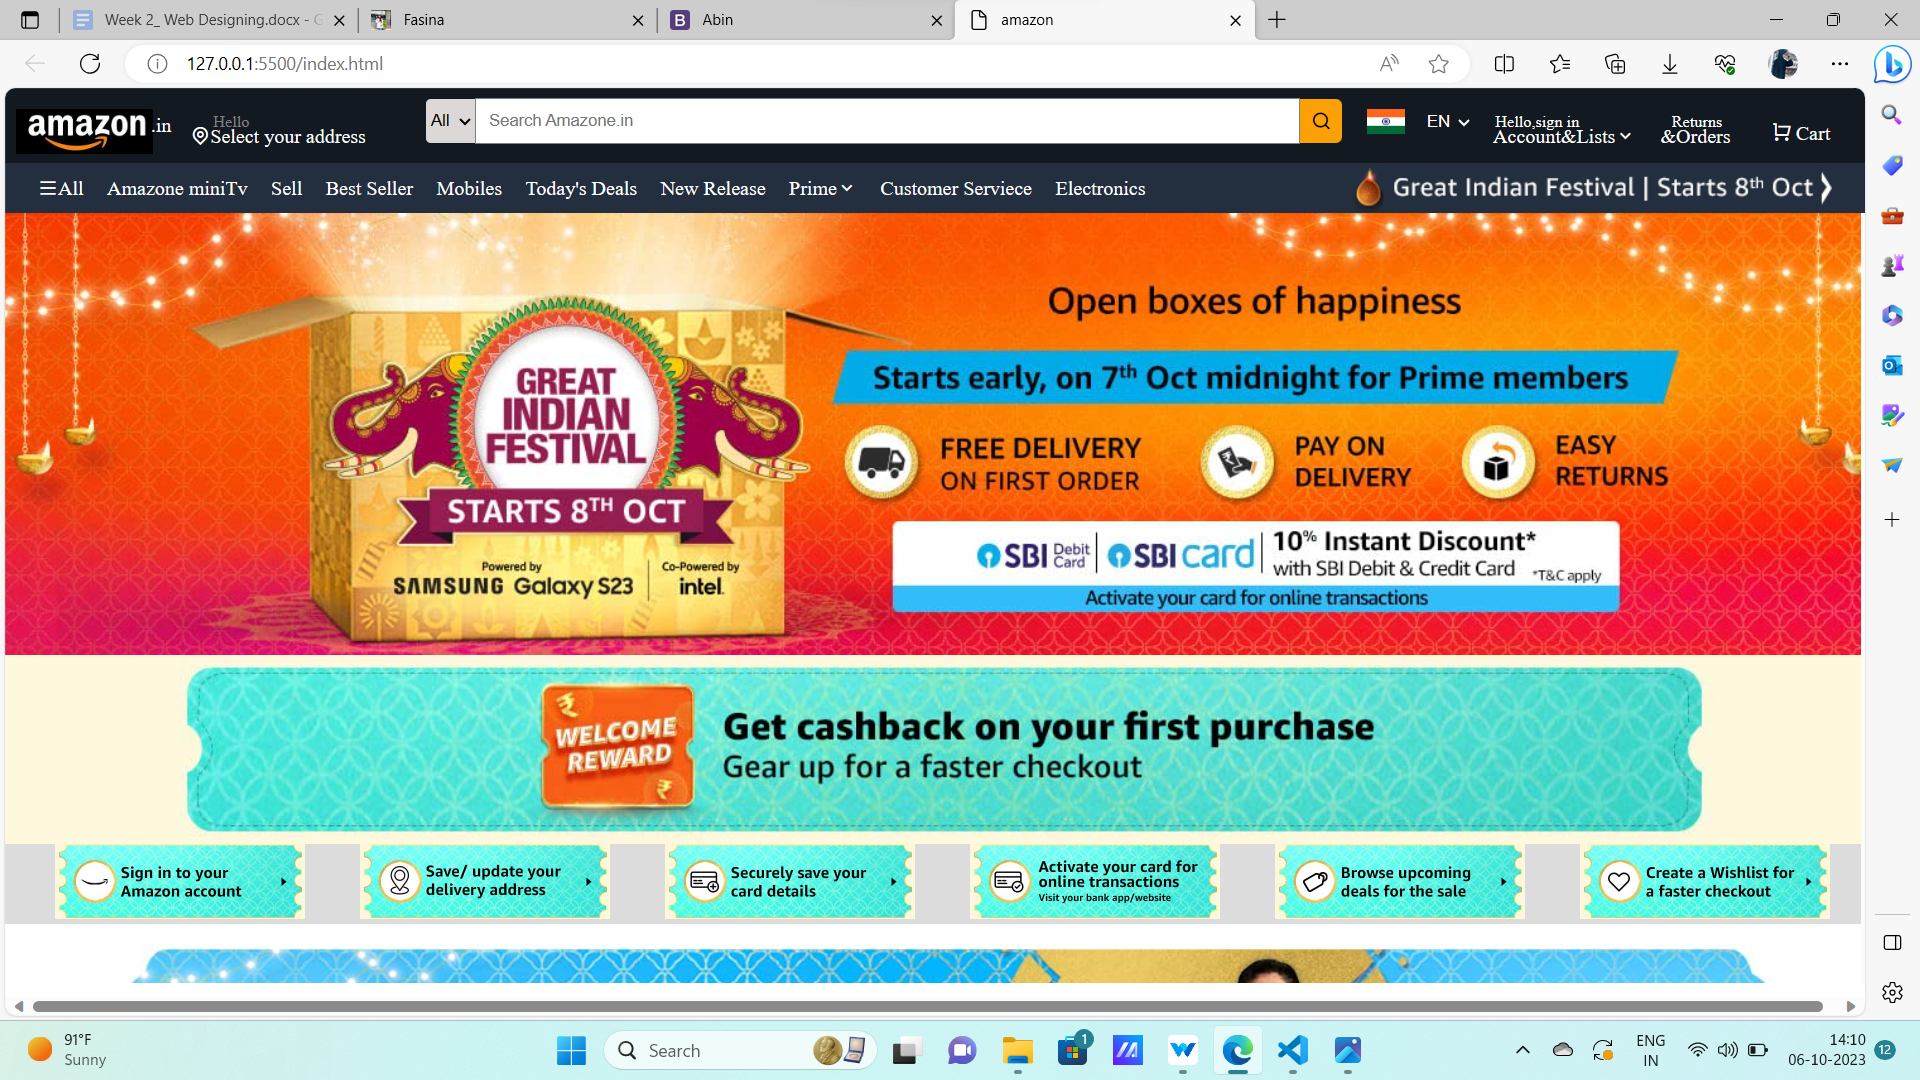 Week 2_ Web Designing.docx - G
Fasina
Abin
amazon
127.0.0.1:5500/index.html
amazon.in
Hello
Select your address
All
Search Amazone.in
EN
Hello,sign in
Account&Lists
Returns
&Orders
Cart
All
Amazone miniTv
Sell
Best Seller
Mobiles
Today's Deals
New Release
Prime
Customer Serviece
Electronics
Great Indian Festival | Starts 8th Oct
GREAT
INDIAN
FESTIVAL
STARTS 8TH OCT
Powered by
SAMSUNG Galaxy S23
Co-Powered by
intel.
Open boxes of happiness
Starts early, on 7th Oct midnight for Prime members
FREE DELIVERY
ON FIRST ORDER
PAY ON
DELIVERY
EASY
RETURNS
SBI Debit Card
SBI card
10% Instant Discount*
with SBI Debit & Credit Card
*T&C apply
Activate your card for online transactions
WELCOME
REWARD
Get cashback on your first purchase
Gear up for a faster checkout
Sign in to your
Amazon account
Save/ update your
delivery address
Securely save your
card details
Activate your card for
online transactions
Visit your bank app/website
Browse upcoming
deals for the sale
Create a Wishlist for
a faster checkout
91°F
Sunny
Search
1
ENG
IN
14:10
06-10-2023
12